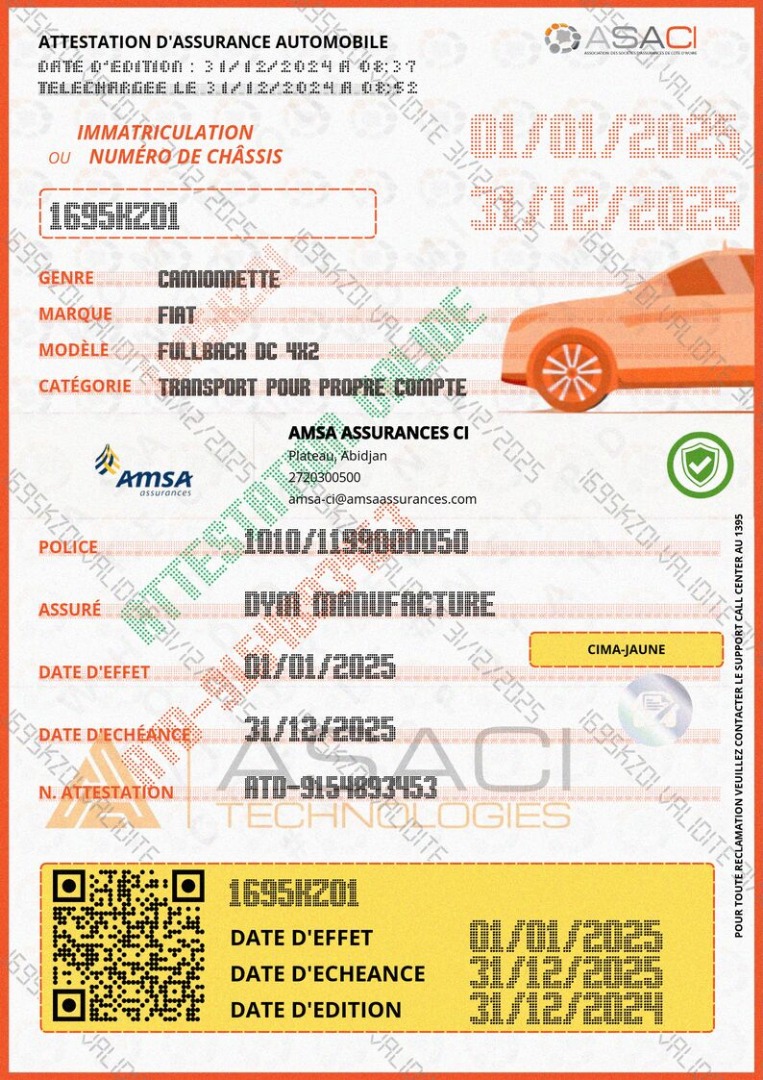 ATTESTATION D'ASSURANCE AUTOMOBILE
DATE D'EDITION : 31/12/2024 A 08:37
TELECHARGEE LE 31/12/2024 A 08:52
ASACI
ASSOCIATION DES SOCIÉTÉS D'ASSURANCES DE CÔTE D'IVOIRE
IMMATRICULATION
OU NUMÉRO DE CHÂSSIS
01/01/2025
31/12/2025
1695KZ01
GENRE CAMIONNETTE
MARQUE FIAT
MODÈLE FULLBACK DC 4X2
CATÉGORIE TRANSPORT POUR PROPRE COMPTE
AMSA assurances
AMSA ASSURANCES CI
Plateau, Abidjan
2720300500
amsa-ci@amsaassurances.com
POLICE 1010/1199000050
ASSURÉ DYM MANUFACTURE
CIMA-JAUNE
DATE D'EFFET 01/01/2025
DATE D'ECHÉANCE 31/12/2025
N. ATTESTATION ATD-9154893453
ASACI
TECHNOLOGIES
1695KZ01
ATTESTATION ONLINE
ATD-9154893453
1695KZ01 VALIDITE 31/12/2025
POUR TOUTE RECLAMATION VEUILLEZ CONTACTER LE SUPPORT CALL CENTER AU 1395
1695KZ01
DATE D'EFFET 01/01/2025
DATE D'ECHEANCE 31/12/2025
DATE D'EDITION 31/12/2024